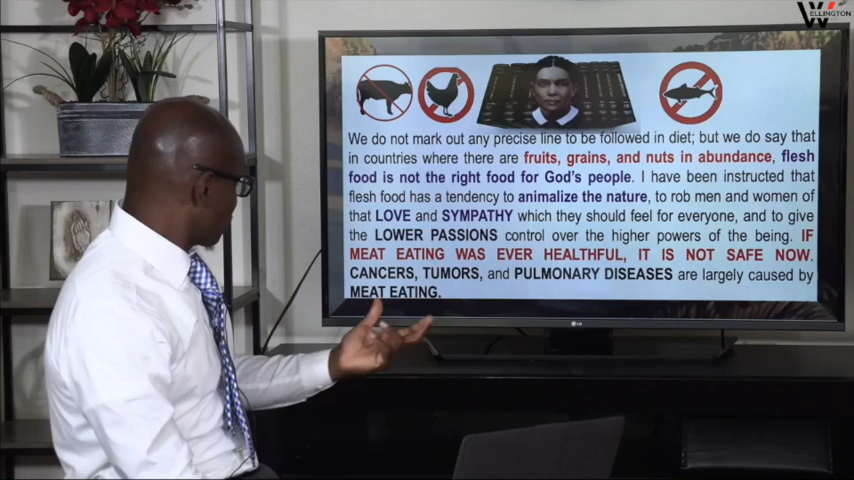 WELLINGTON
We do not mark out any precise line to be followed in diet; but we do say that
in countries where there are fruits, grains, and nuts in abundance, flesh
food is not the right food for God's people. I have been instructed that
flesh food has a tendency to animalize the nature, to rob men and women of
that LOVE and SYMPATHY which they should feel for everyone, and to give
the LOWER PASSIONS control over the higher powers of the being. IF
MEAT EATING WAS EVER HEALTHFUL, IT IS NOT SAFE NOW.
CANCERS, TUMORS, and PULMONARY DISEASES are largely caused by
MEAT EATING.
LG